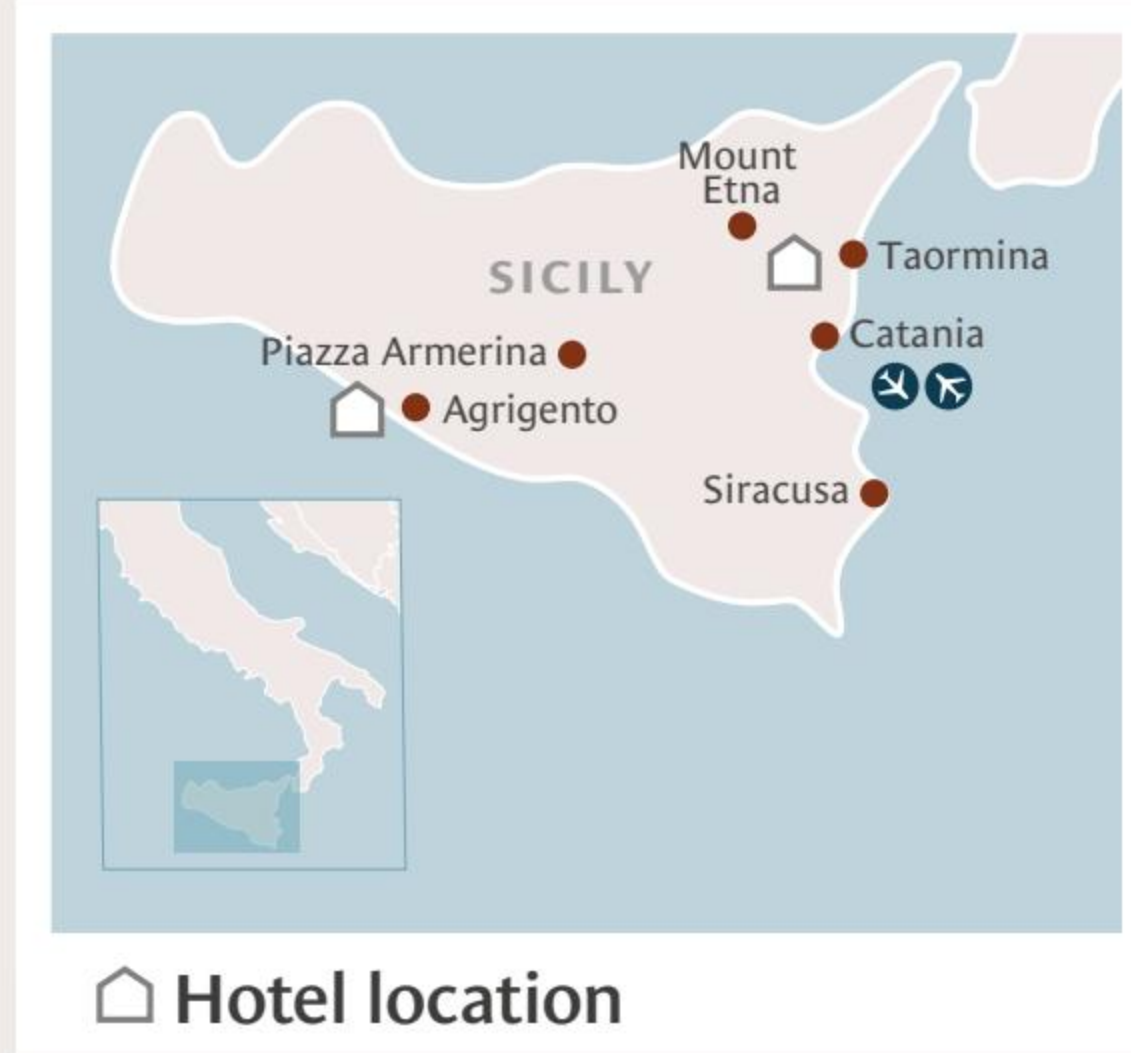 Mount
Etna
Taormina
SICILY
Catania
Piazza Armerina
Agrigento
Siracusa
Hotel location